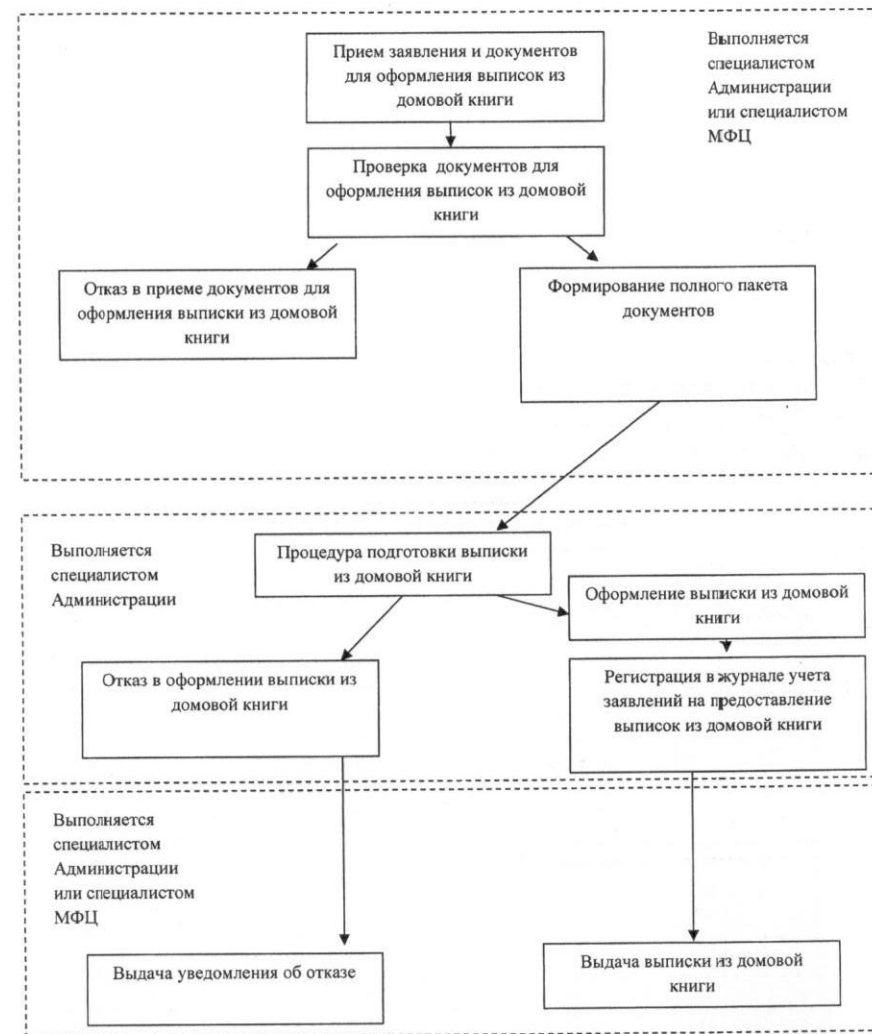 Прием заявления и документов
для оформления выписок из
домовой книги
Выполняется
специалистом
Администрации
или специалистом
МФЦ
Проверка документов для
оформления выписок из домовой
книги
Отказ в приеме документов для
оформления выписки из домовой
книги
Формирование полного пакета
документов
Выполняется
специалистом
Администрации
Процедура подготовки выписки
из домовой книги
Оформление выписки из домовой
книги
Отказ в оформлении выписки из
домовой книги
Регистрация в журнале учета
заявлений на предоставление
выписок из домовой книги
Выполняется
специалистом
Администрации
или специалистом
МФЦ
Выдача уведомления об отказе
Выдача выписки из домовой
книги